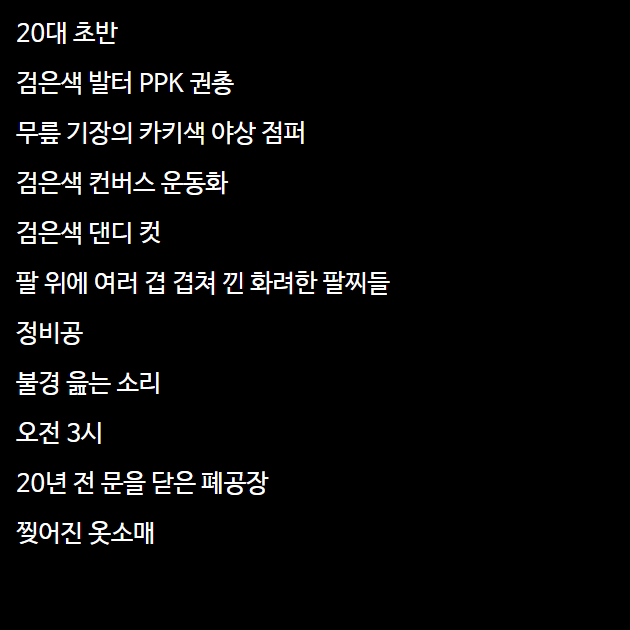 20대 초반
검은색 발터 PPK 권총
무릎 기장의 카키색 야상 점퍼
검은색 컨버스 운동화
검은색 댄디 컷
팔 위에 여러 겹 겹쳐 낀 화려한 팔찌들
정비공
불경 읊는 소리
오전 3시
20년 전 문을 닫은 폐공장
찢어진 옷소매